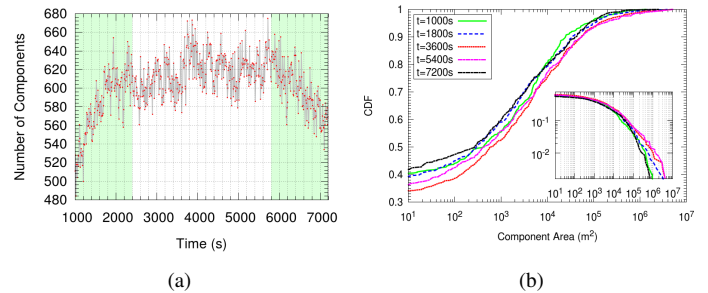 680
660
640
620
600
580
560
540
520
500
480
1000 2000 3000 4000 5000 6000 7000
Number of Components
Time (s)
(a)
1
0.9
0.8
0.7
0.6
0.5
0.4
0.3
CDF
t=1000s
t=1800s
t=3600s
t=5400s
t=7200s
10^-1
10^-2
10^1 10^2 10^3 10^4 10^5 10^6 10^7
10^1 10^2 10^3 10^4 10^5 10^6 10^7
Component Area (m²)
(b)